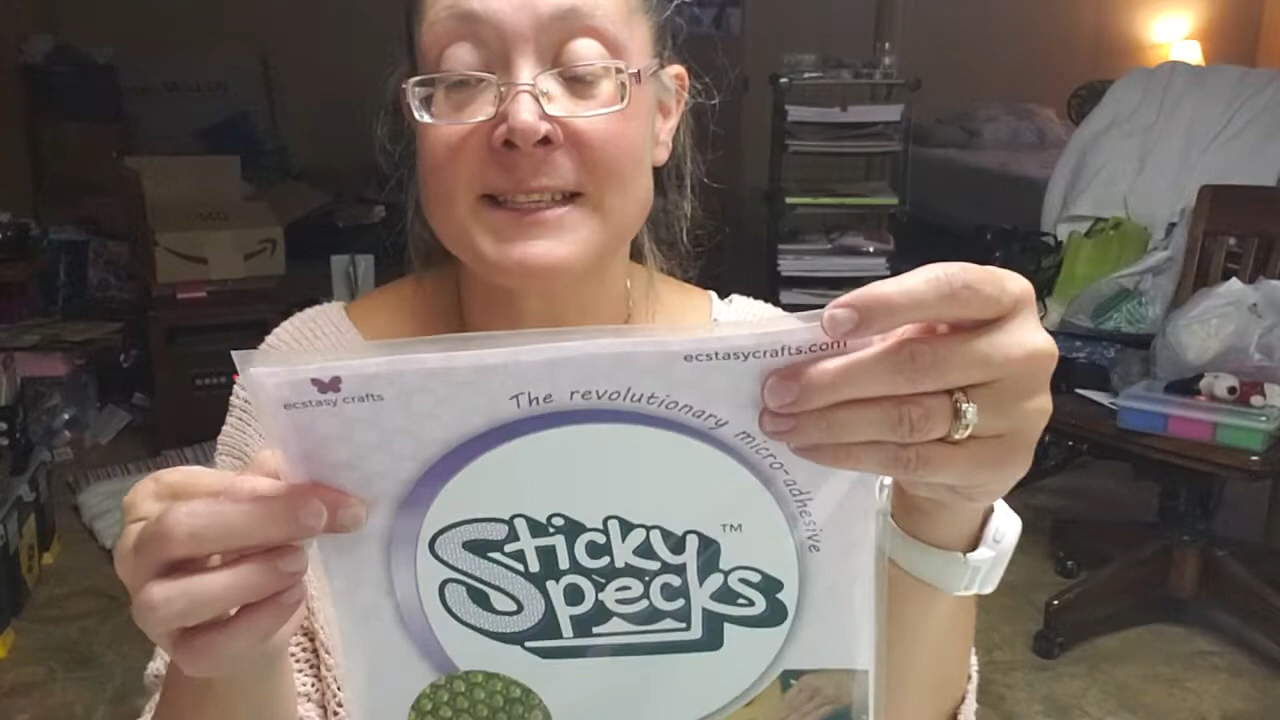 ecstasycrafts.com
ecstasy crafts
The revolutionary micro-adhesive
Sticky
Specks
TM